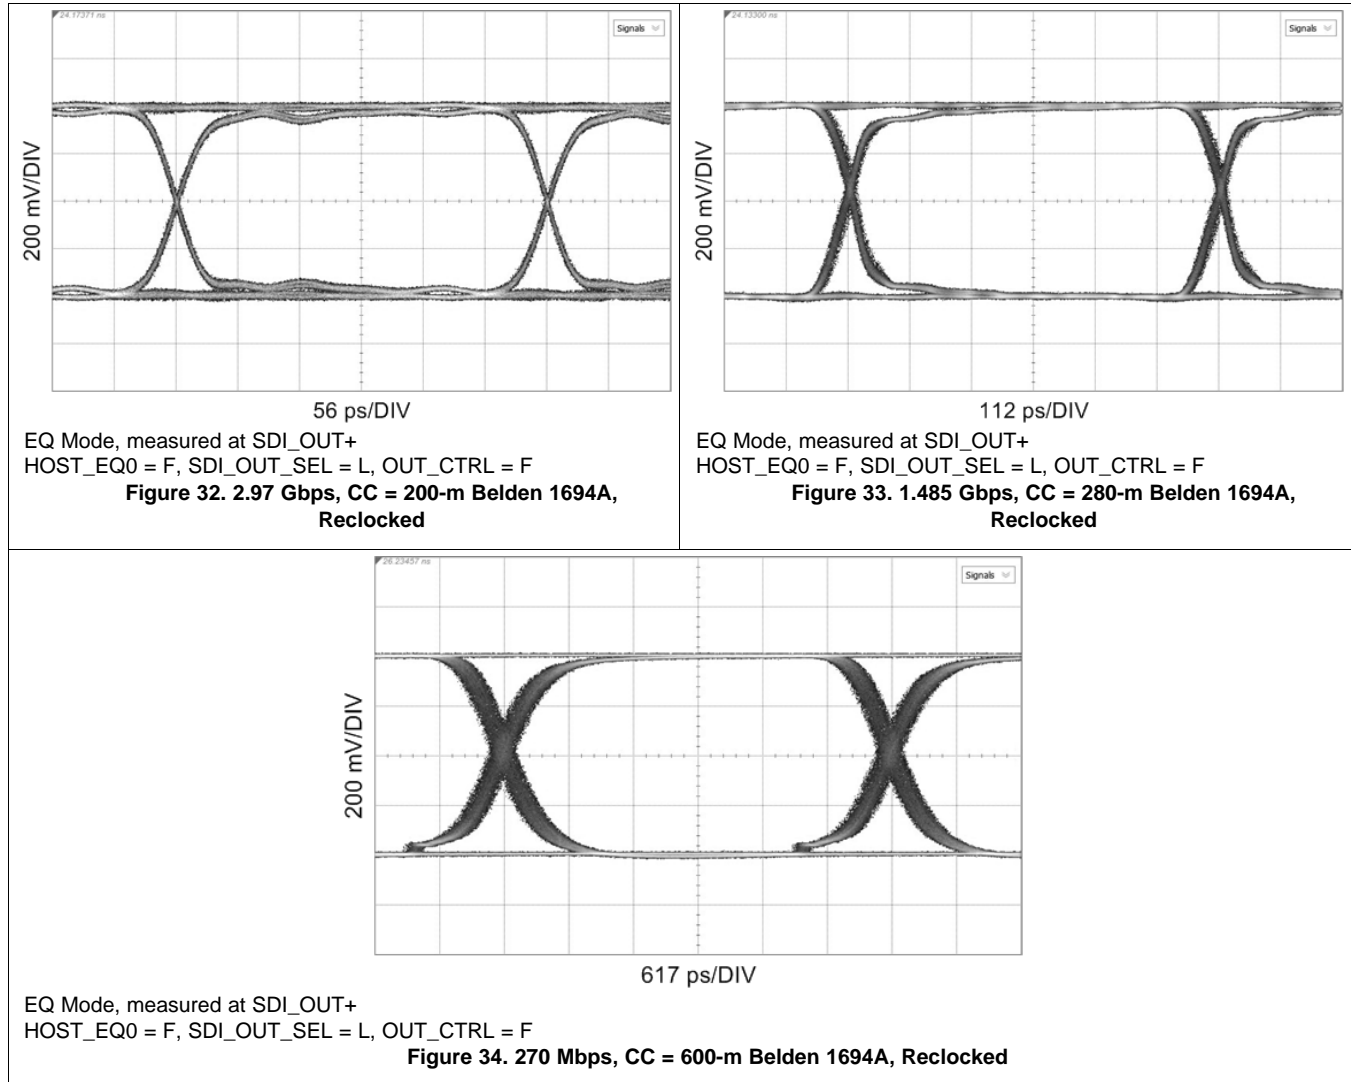 24.17371 ns
Signals
200 mV/DIV
56 ps/DIV
EQ Mode, measured at SDI_OUT+
HOST_EQ0 = F, SDI_OUT_SEL = L, OUT_CTRL = F
Figure 32. 2.97 Gbps, CC = 200-m Belden 1694A,
Reclocked
24.13300 ns
Signals
200 mV/DIV
112 ps/DIV
EQ Mode, measured at SDI_OUT+
HOST_EQ0 = F, SDI_OUT_SEL = L, OUT_CTRL = F
Figure 33. 1.485 Gbps, CC = 280-m Belden 1694A,
Reclocked
26.23457 ns
Signals
200 mV/DIV
617 ps/DIV
EQ Mode, measured at SDI_OUT+
HOST_EQ0 = F, SDI_OUT_SEL = L, OUT_CTRL = F
Figure 34. 270 Mbps, CC = 600-m Belden 1694A, Reclocked